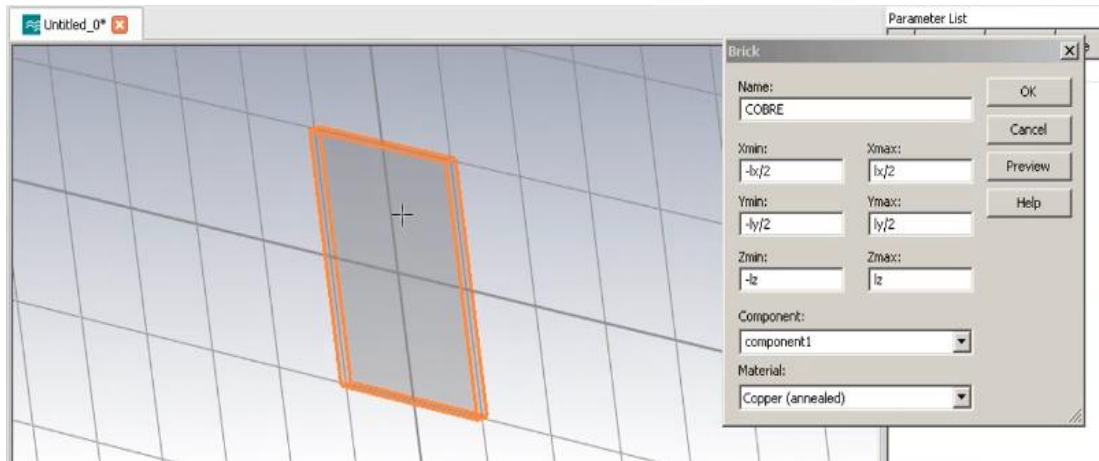 Untitled_0*
Parameter List
Brick
Name:
OK
COBRE
Cancel
Xmin:
Xmax:
-lx/2
lx/2
Preview
Ymin:
Ymax:
Help
-ly/2
ly/2
Zmin:
Zmax:
-lz
lz
Component:
component1
Material:
Copper (annealed)